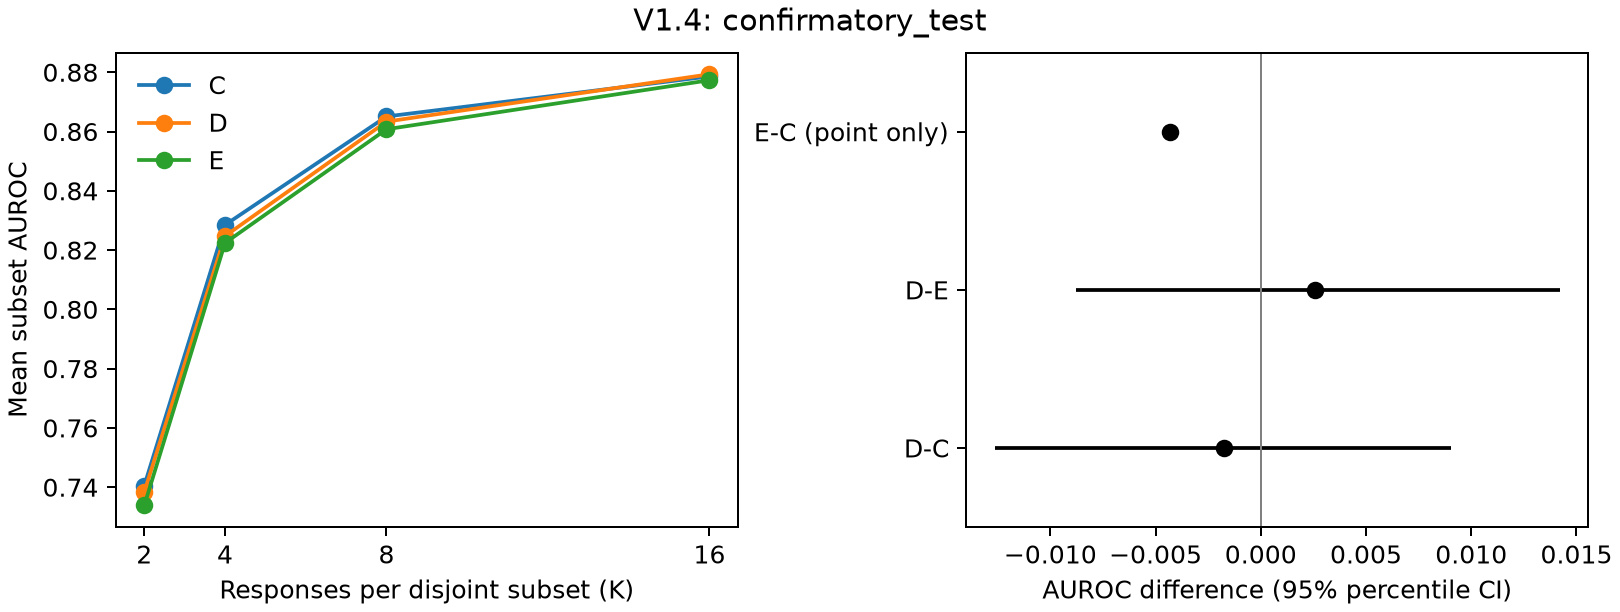 V1.4: confirmatory_test
Mean subset AUROC
0.88
0.86
0.84
0.82
0.80
0.78
0.76
0.74
C
D
E
2 4 8 16
Responses per disjoint subset (K)
E-C (point only)
D-E
D-C
−0.010 −0.005 0.000 0.005 0.010 0.015
AUROC difference (95% percentile CI)